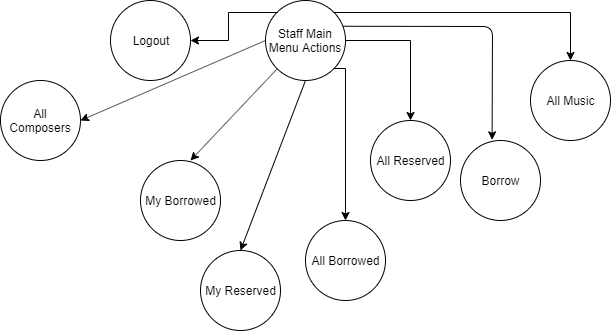 Logout
Staff Main
Menu Actions
All Music
All
Composers
All Reserved
Borrow
My Borrowed
All Borrowed
My Reserved